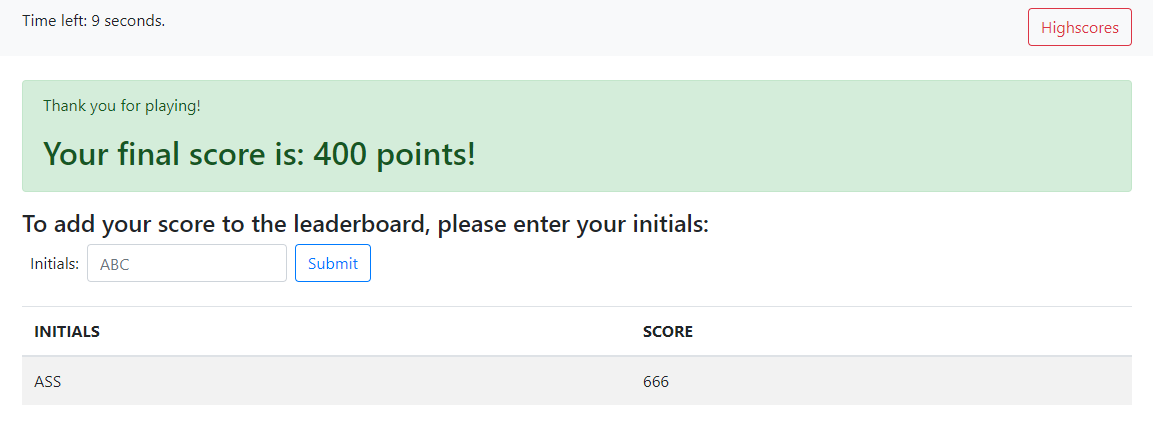 Time left: 9 seconds.
Highscores
Thank you for playing!
Your final score is: 400 points!
To add your score to the leaderboard, please enter your initials:
Initials: ABC Submit
INITIALS SCORE
ASS 666